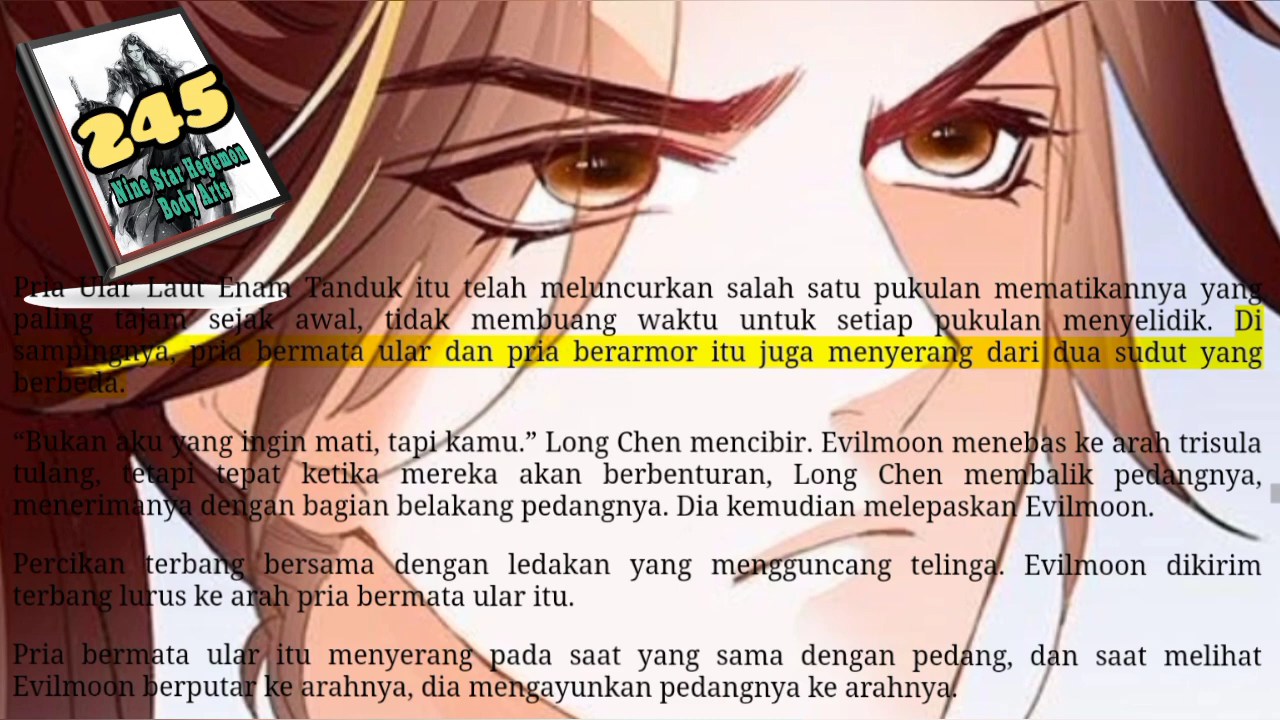 245
Nine Star Hegemon
Body Arts
Pria Ular Laut Enam Tanduk itu telah meluncurkan salah satu pukulan mematikannya yang
paling tajam sejak awal, tidak membuang waktu untuk setiap pukulan menyelidik. Di
sampingnya, pria bermata ular dan pria berarmor itu juga menyerang dari dua sudut yang
berbeda.
“Bukan aku yang ingin mati, tapi kamu.” Long Chen mencibir. Evilmoon menebas ke arah trisula
tulang, tetapi tepat ketika mereka akan berbenturan, Long Chen membalik pedangnya,
menerimanya dengan bagian belakang pedangnya. Dia kemudian melepaskan Evilmoon.
Percikan terbang bersama dengan ledakan yang mengguncang telinga. Evilmoon dikirim
terbang lurus ke arah pria bermata ular itu.
Pria bermata ular itu menyerang pada saat yang sama dengan pedang, dan saat melihat
Evilmoon berputar ke arahnya, dia mengayunkan pedangnya ke arahnya.